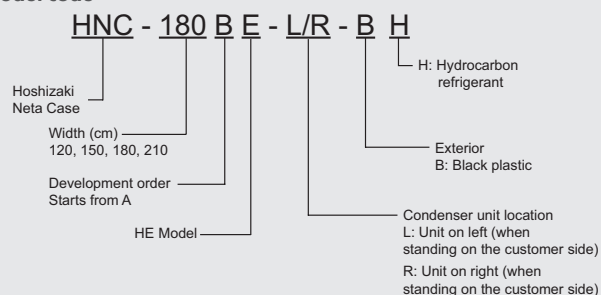 HNC - 180 B E - L/R - B H
H: Hydrocarbon
refrigerant
Hoshizaki
Neta Case
Width (cm)
120, 150, 180, 210
Exterior
B: Black plastic
Development order
Starts from A
HE Model
Condenser unit location
L: Unit on left (when
standing on the customer side)
R: Unit on right (when
standing on the customer side)